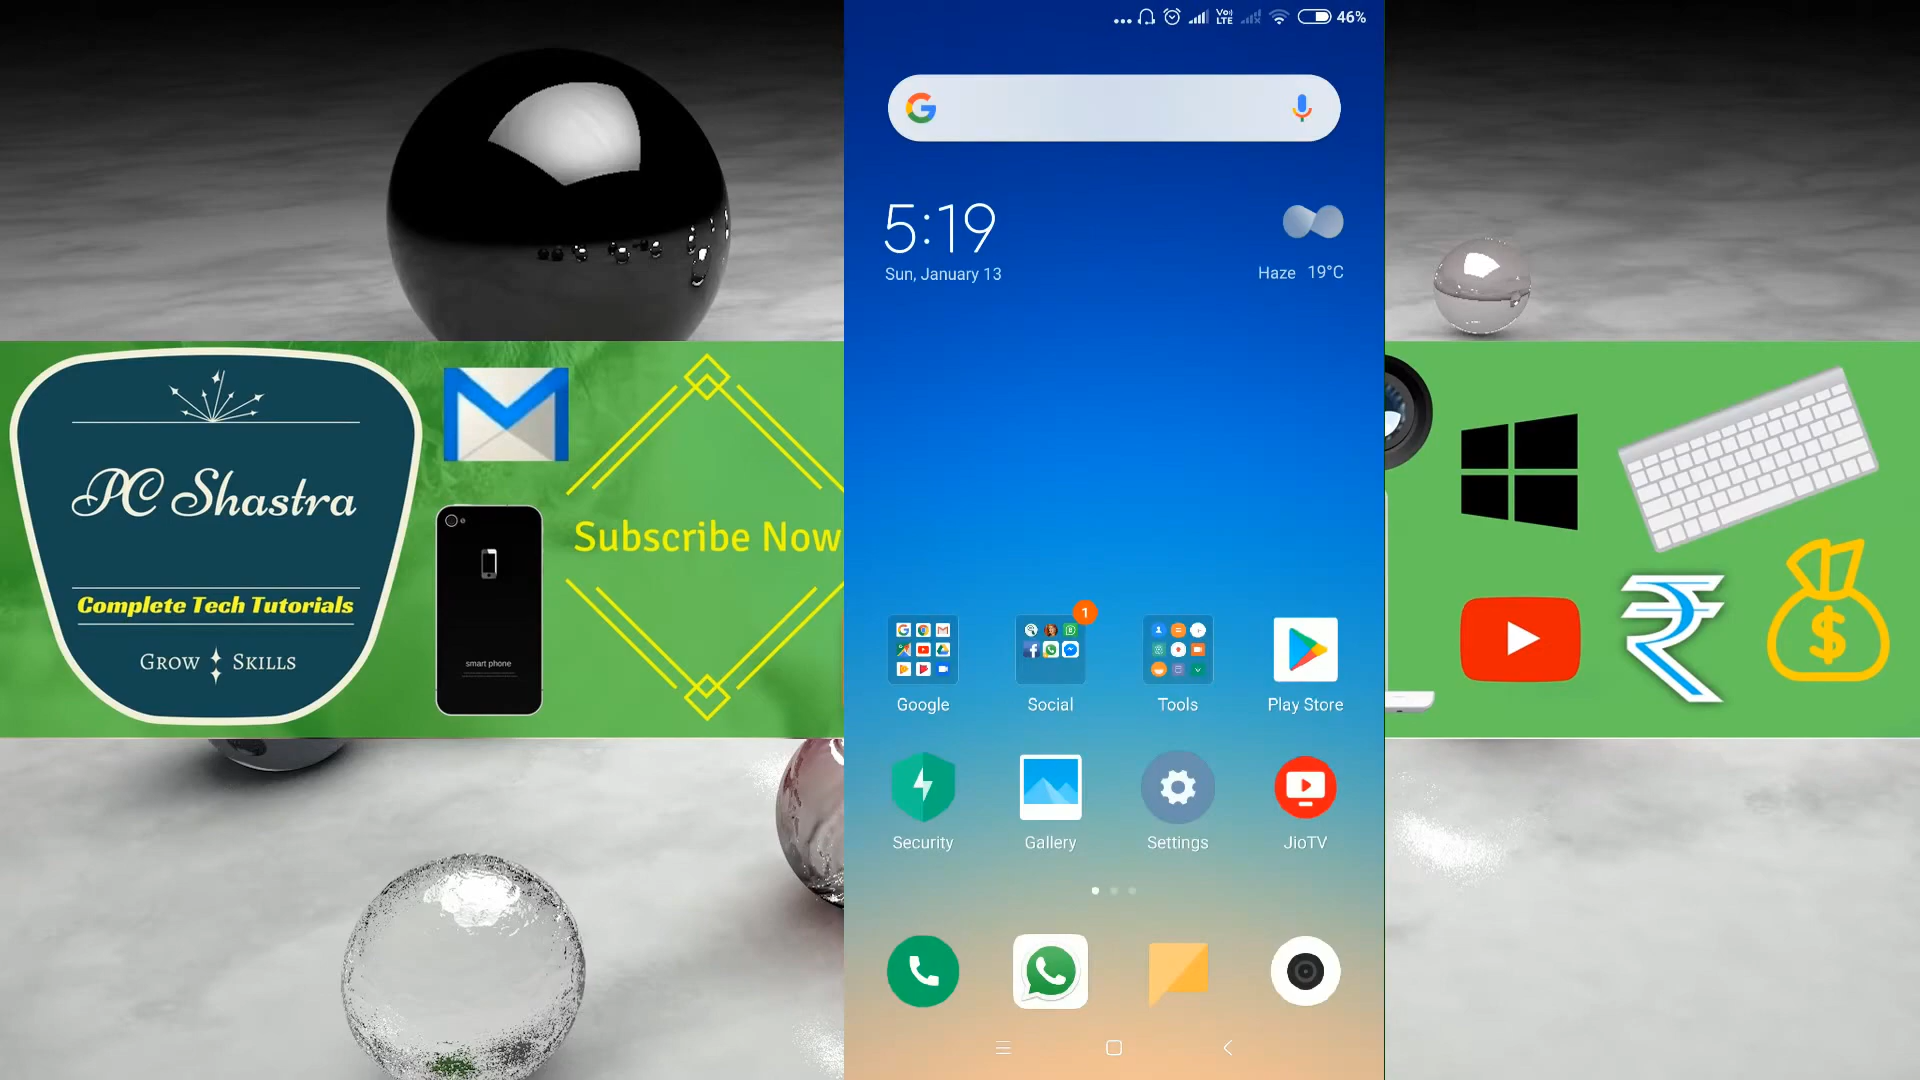 VoLTE 46%
5:19
Sun, January 13
Haze 19°C
PC Shastra
Complete Tech Tutorials
GROW SKILLS
smart phone
Subscribe Now
1
Google
Social
Tools
Play Store
Security
Gallery
Settings
JioTV